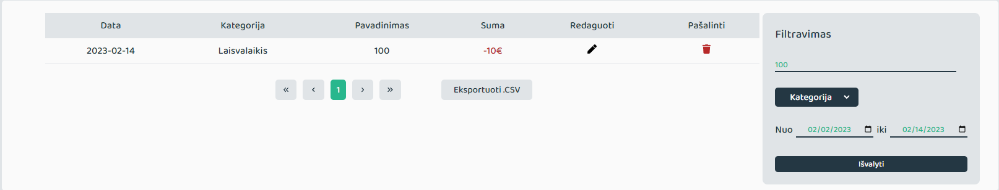 Data Kategorija Pavadinimas Suma Redaguoti Pašalinti
2023-02-14 Laisvalaikis 100 -10€
« ‹ 1 › » Eksportuoti .CSV
Filtravimas
100
Kategorija
Nuo 02/02/2023 iki 02/14/2023
Išvalyti